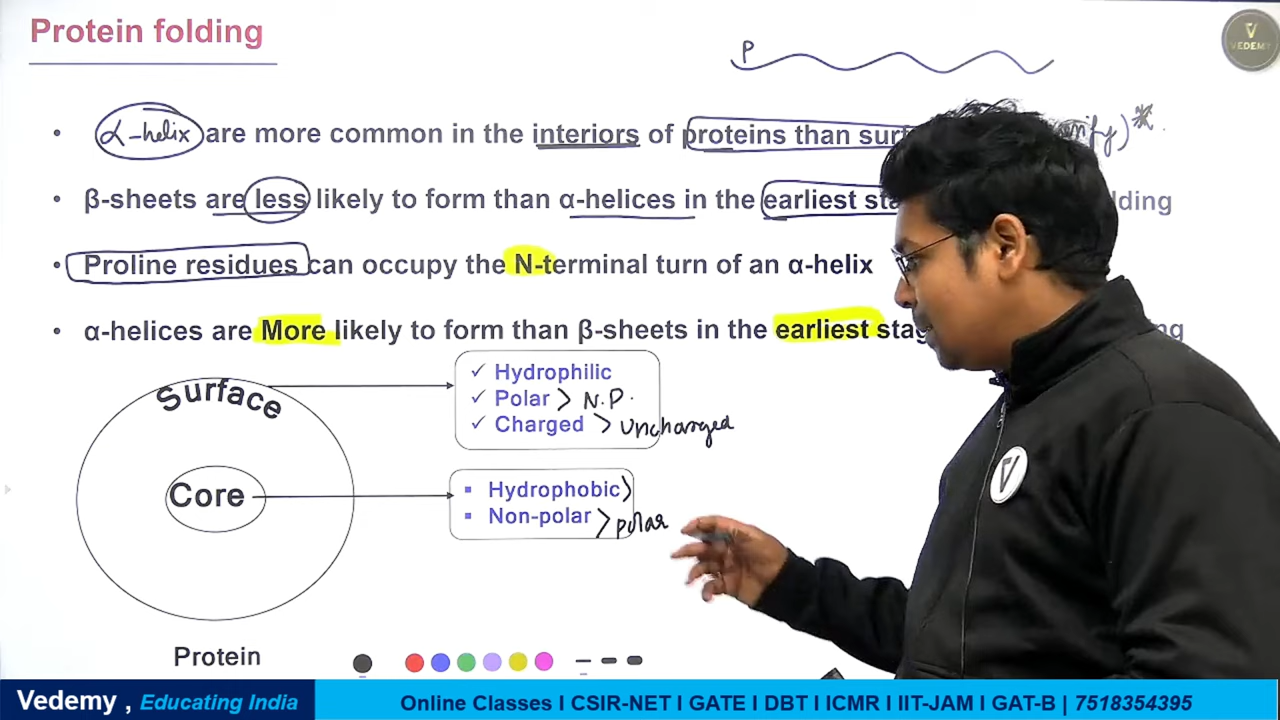 Protein folding
P
VEDEMY
• α-helix are more common in the interiors of proteins than surf
• β-sheets are less likely to form than α-helices in the earliest sta lding
• Proline residues can occupy the N-terminal turn of an α-helix
• α-helices are More likely to form than β-sheets in the earliest stag ng
Surface
✓ Hydrophilic
✓ Polar > N.P.
✓ Charged > uncharged
Core
▪ Hydrophobic >
▪ Non-polar > polar
Protein
Vedemy , Educating India
Online Classes I CSIR-NET I GATE I DBT I ICMR I IIT-JAM I GAT-B | 7518354395